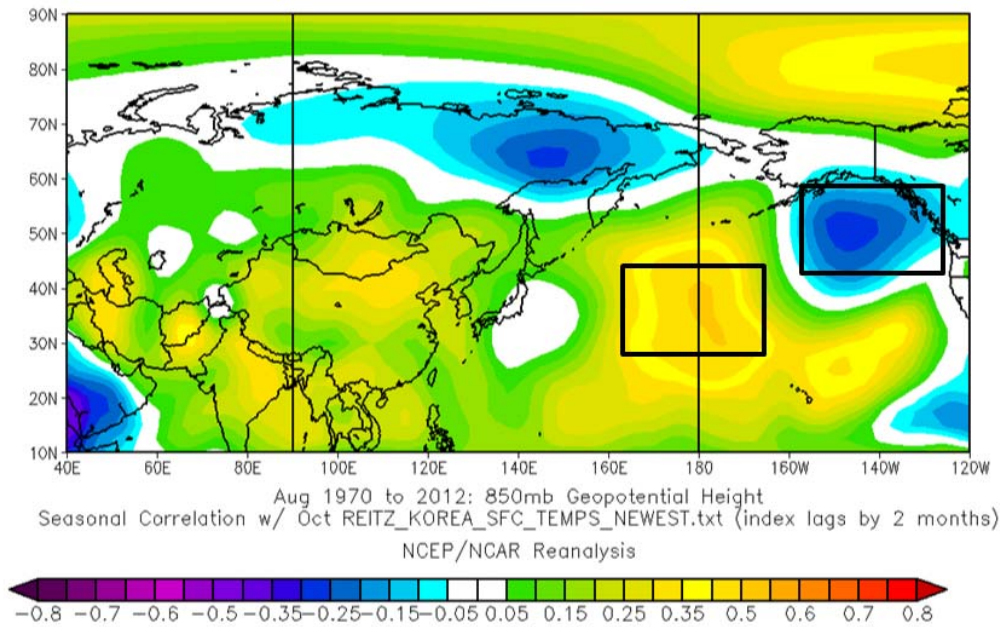 90N
80N
70N
60N
50N
40N
30N
20N
10N
40E 60E 80E 100E 120E 140E 160E 180 160W 140W 120W
Aug 1970 to 2012: 850mb Geopotential Height
Seasonal Correlation w/ Oct REITZ_KOREA_SFC_TEMPS_NEWEST.txt (index lags by 2 months)
NCEP/NCAR Reanalysis
-0.8 -0.7 -0.6 -0.5 -0.35 -0.25 -0.15 -0.05 0.05 0.15 0.25 0.35 0.5 0.6 0.7 0.8